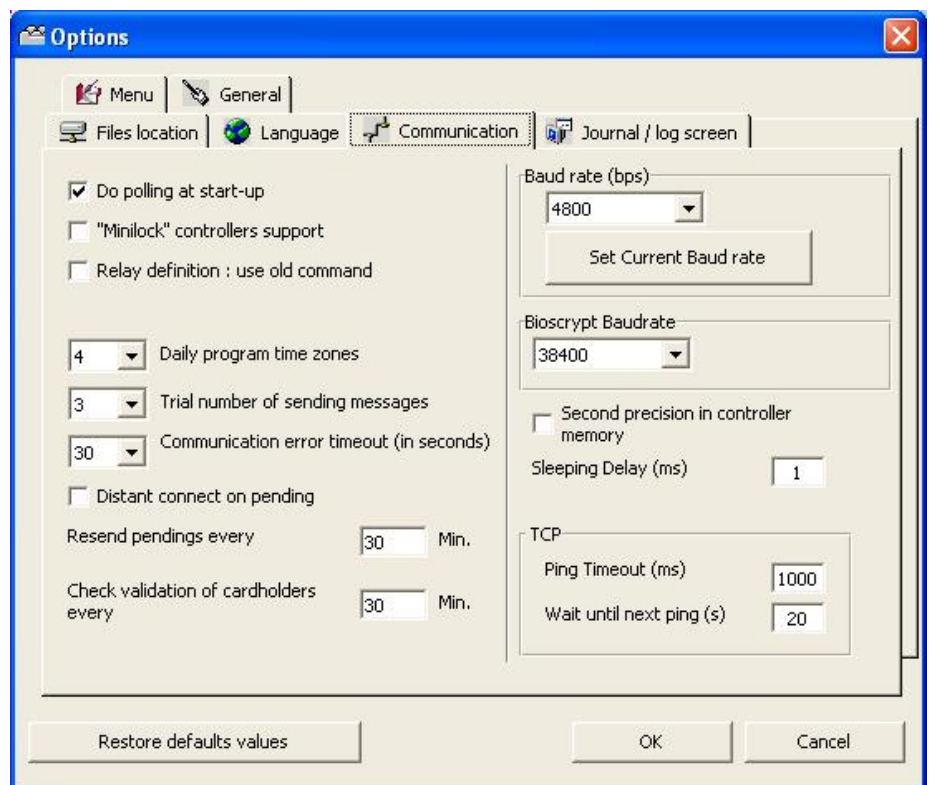 Options
Menu
General
Files location
Language
Communication
Journal / log screen
Do polling at start-up
"Minilock" controllers support
Relay definition : use old command
4 Daily program time zones
3 Trial number of sending messages
30 Communication error timeout (in seconds)
Distant connect on pending
Resend pendings every 30 Min.
Check validation of cardholders
every 30 Min.
Baud rate (bps)
4800
Set Current Baud rate
Bioscrypt Baudrate
38400
Second precision in controller
memory
Sleeping Delay (ms) 1
TCP
Ping Timeout (ms) 1000
Wait until next ping (s) 20
Restore defaults values
OK
Cancel